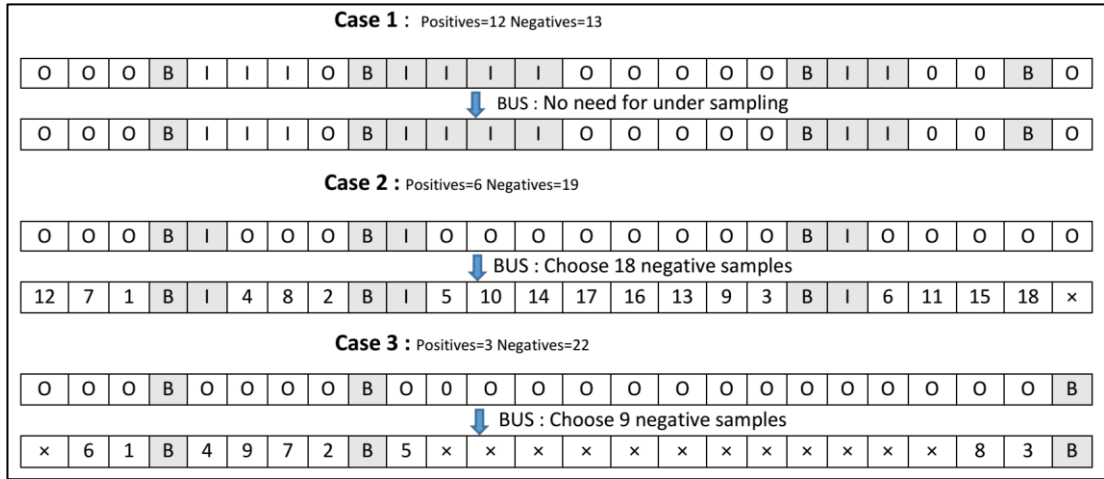 Case 1 : Positives=12 Negatives=13
O O O B I I I O B I I I I O O O O O B I I 0 0 B O
BUS : No need for under sampling
O O O B I I I O B I I I I O O O O O B I I 0 0 B O
Case 2 : Positives=6 Negatives=19
O O O B I O O O B I O O O O O O O O B I O O O O O
BUS : Choose 18 negative samples
12 7 1 B I 4 8 2 B I 5 10 14 17 16 13 9 3 B I 6 11 15 18 ×
Case 3 : Positives=3 Negatives=22
O O O B O O O O B O 0 O O O O O O O O O O O O O B
BUS : Choose 9 negative samples
× 6 1 B 4 9 7 2 B 5 × × × × × × × × × × × × 8 3 B